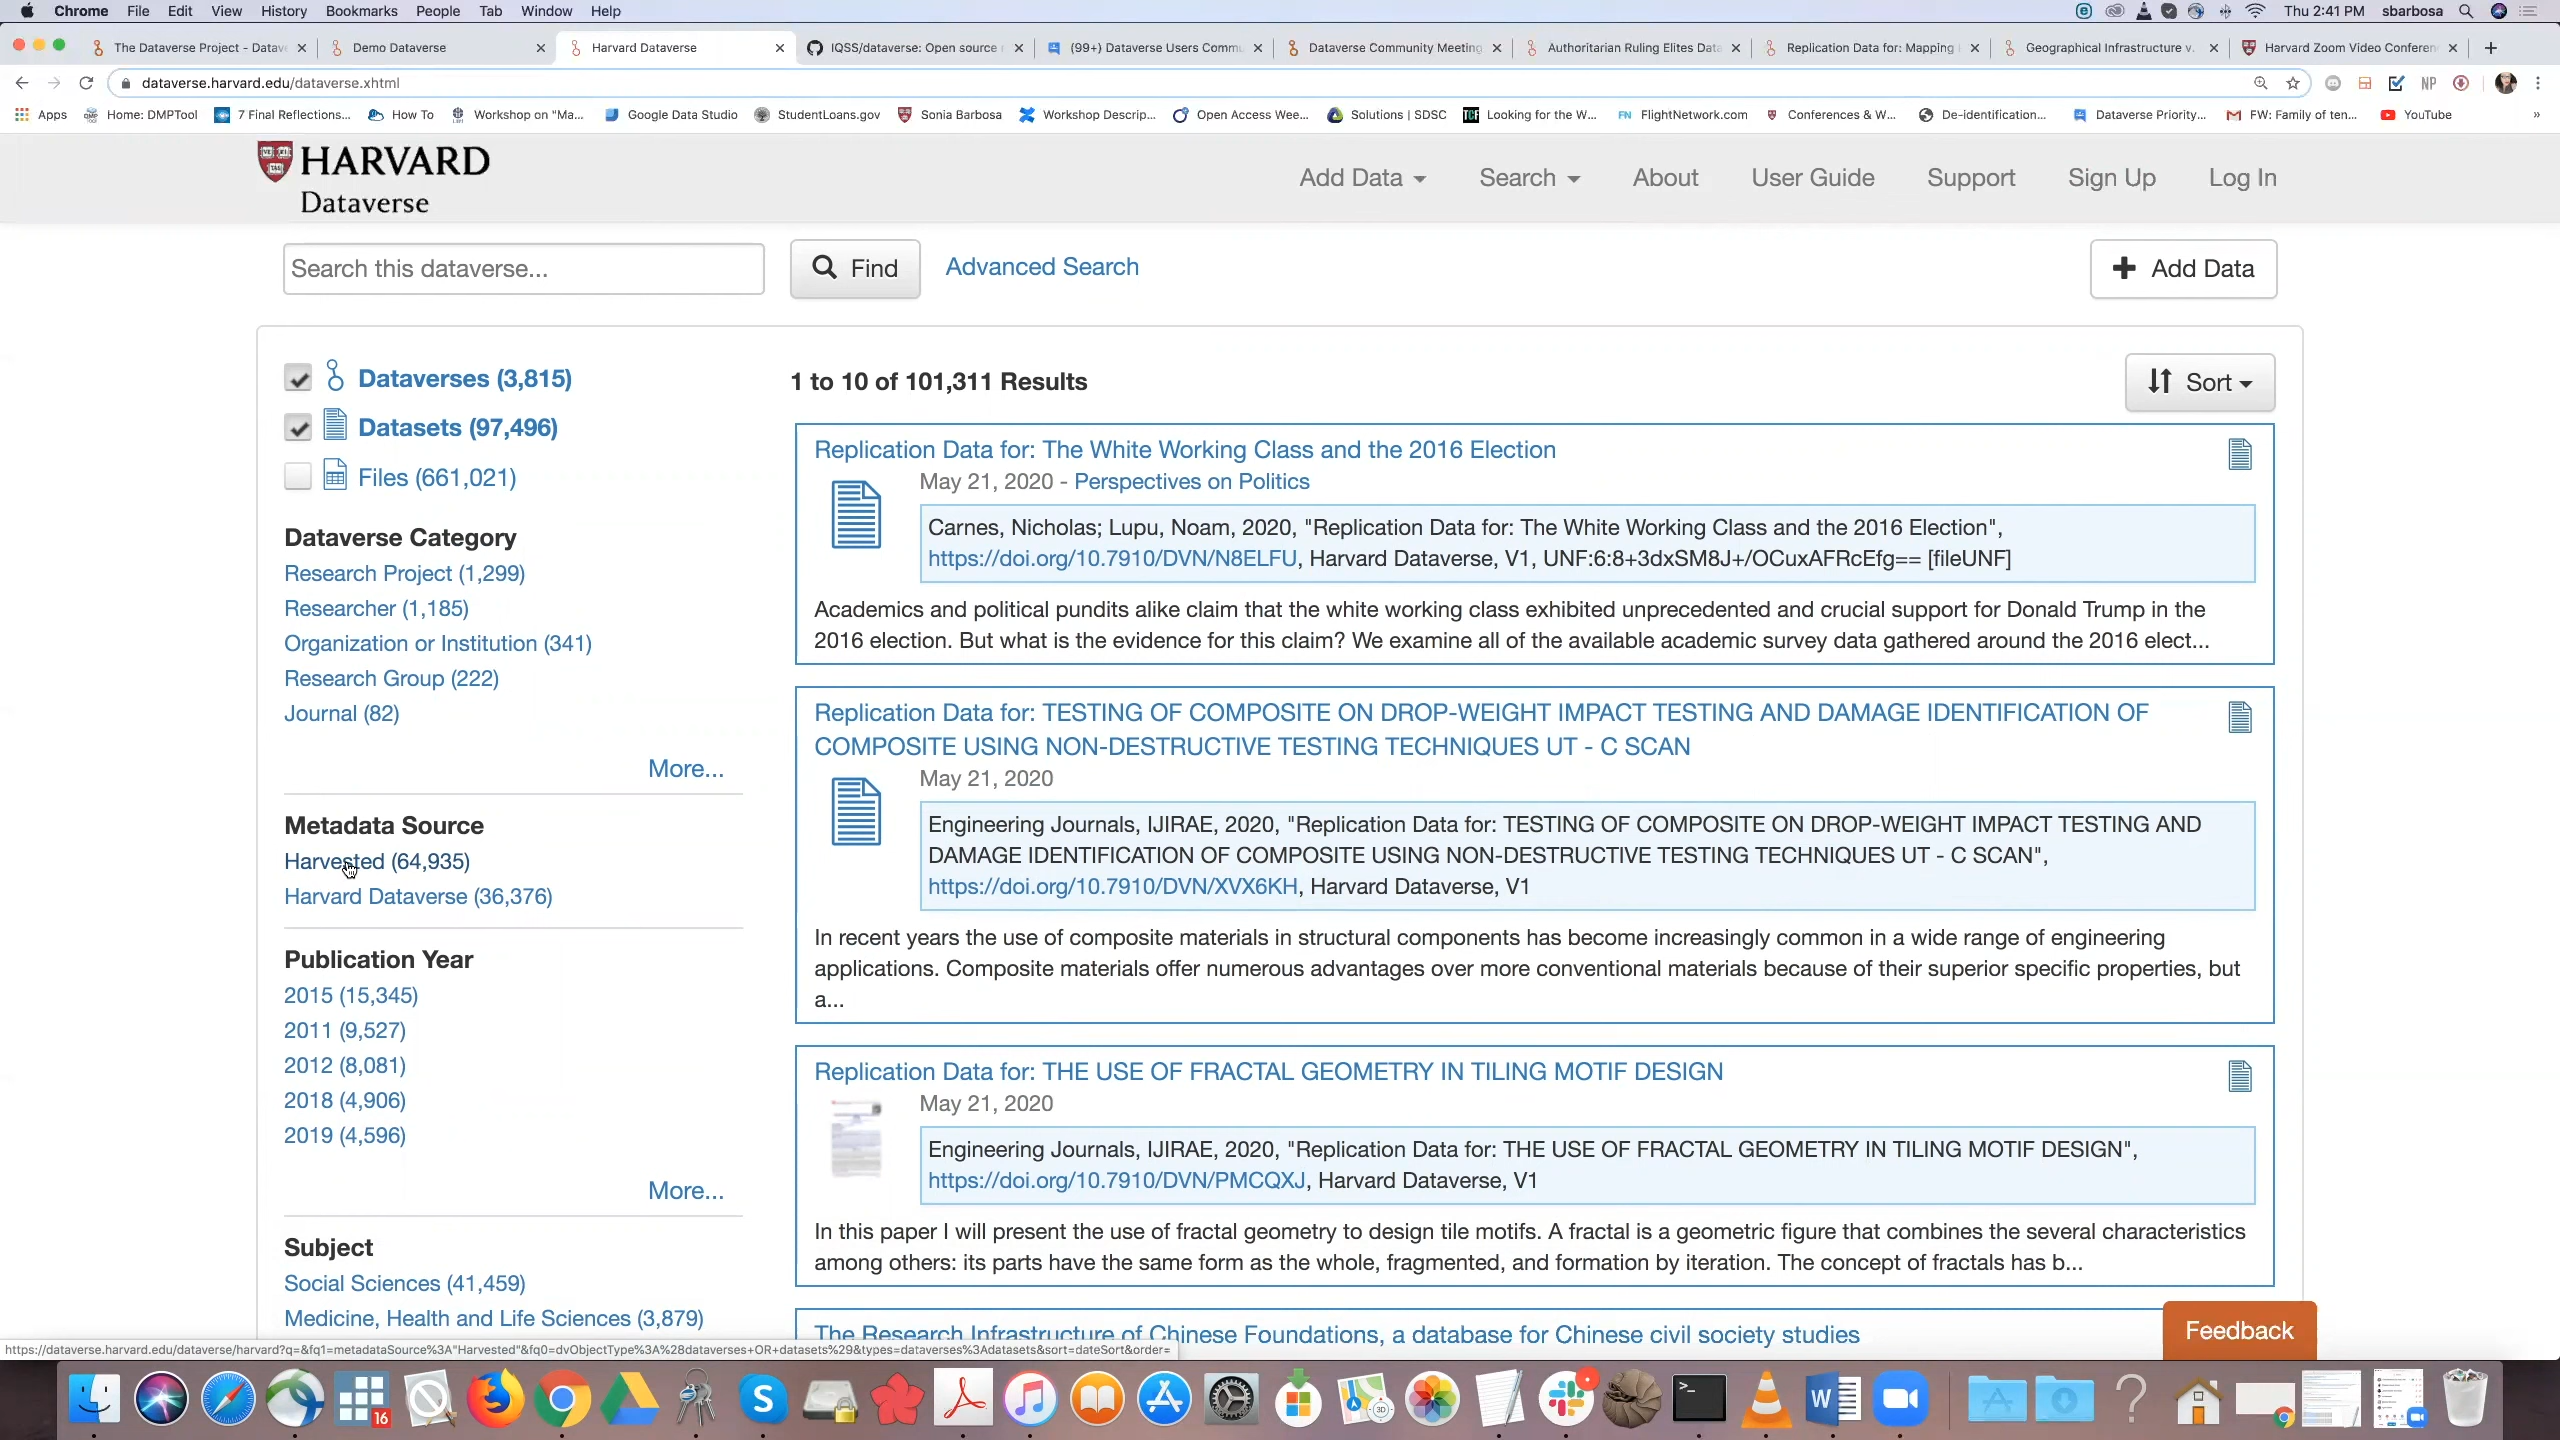 Chrome File Edit View History Bookmarks People Tab Window Help Thu 2:41 PM sbarbosa
The Dataverse Project - Datave Demo Dataverse Harvard Dataverse IQSS/dataverse: Open source (99+) Dataverse Users Commu Dataverse Community Meeting Authoritarian Ruling Elites Data Replication Data for: Mapping Geographical Infrastructure v. Harvard Zoom Video Conferen
dataverse.harvard.edu/dataverse.xhtml NP
Apps Home: DMPTool 7 Final Reflections... How To Workshop on "Ma... Google Data Studio StudentLoans.gov Sonia Barbosa Workshop Descrip... Open Access Wee... Solutions | SDSC TCF Looking for the W... FN FlightNetwork.com Conferences & W... De-identification... Dataverse Priority... FW: Family of ten... YouTube »
HARVARD
Dataverse
Add Data Search About User Guide Support Sign Up Log In
Search this dataverse... Find Advanced Search + Add Data
Dataverses (3,815)
Datasets (97,496)
Files (661,021)
Dataverse Category
Research Project (1,299)
Researcher (1,185)
Organization or Institution (341)
Research Group (222)
Journal (82)
More...
Metadata Source
Harvested (64,935)
Harvard Dataverse (36,376)
Publication Year
2015 (15,345)
2011 (9,527)
2012 (8,081)
2018 (4,906)
2019 (4,596)
More...
Subject
Social Sciences (41,459)
Medicine, Health and Life Sciences (3,879)
1 to 10 of 101,311 Results Sort
Replication Data for: The White Working Class and the 2016 Election
May 21, 2020 - Perspectives on Politics
Carnes, Nicholas; Lupu, Noam, 2020, "Replication Data for: The White Working Class and the 2016 Election",
https://doi.org/10.7910/DVN/N8ELFU, Harvard Dataverse, V1, UNF:6:8+3dxSM8J+/OCuxAFRcEfg== [fileUNF]
Academics and political pundits alike claim that the white working class exhibited unprecedented and crucial support for Donald Trump in the
2016 election. But what is the evidence for this claim? We examine all of the available academic survey data gathered around the 2016 elect...
Replication Data for: TESTING OF COMPOSITE ON DROP-WEIGHT IMPACT TESTING AND DAMAGE IDENTIFICATION OF
COMPOSITE USING NON-DESTRUCTIVE TESTING TECHNIQUES UT - C SCAN
May 21, 2020
Engineering Journals, IJIRAE, 2020, "Replication Data for: TESTING OF COMPOSITE ON DROP-WEIGHT IMPACT TESTING AND
DAMAGE IDENTIFICATION OF COMPOSITE USING NON-DESTRUCTIVE TESTING TECHNIQUES UT - C SCAN",
https://doi.org/10.7910/DVN/XVX6KH, Harvard Dataverse, V1
In recent years the use of composite materials in structural components has become increasingly common in a wide range of engineering
applications. Composite materials offer numerous advantages over more conventional materials because of their superior specific properties, but
a...
Replication Data for: THE USE OF FRACTAL GEOMETRY IN TILING MOTIF DESIGN
May 21, 2020
Engineering Journals, IJIRAE, 2020, "Replication Data for: THE USE OF FRACTAL GEOMETRY IN TILING MOTIF DESIGN",
https://doi.org/10.7910/DVN/PMCQXJ, Harvard Dataverse, V1
In this paper I will present the use of fractal geometry to design tile motifs. A fractal is a geometric figure that combines the several characteristics
among others: its parts have the same form as the whole, fragmented, and formation by iteration. The concept of fractals has b...
The Research Infrastructure of Chinese Foundations, a database for Chinese civil society studies
Feedback
https://dataverse.harvard.edu/dataverse/harvard?q=&fq1=metadataSource%3A"Harvested"&fq0=dvObjectType%3A%28dataverses+OR+datasets%29&types=dataverses%3Adatasets&sort=dateSort&order=
16